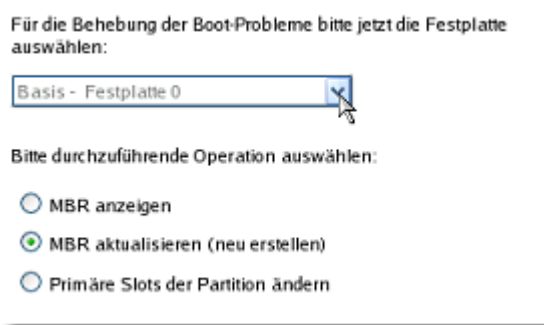 Für die Behebung der Boot-Probleme bitte jetzt die Festplatte
auswählen:
Basis - Festplatte 0
Bitte durchzuführende Operation auswählen:
MBR anzeigen
MBR aktualisieren (neu erstellen)
Primäre Slots der Partition ändern